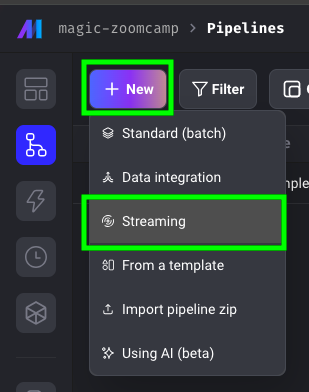 magic-zoomcamp > Pipelines
+ New
Filter
Standard (batch)
Data integration
Streaming
From a template
Import pipeline zip
Using AI (beta)